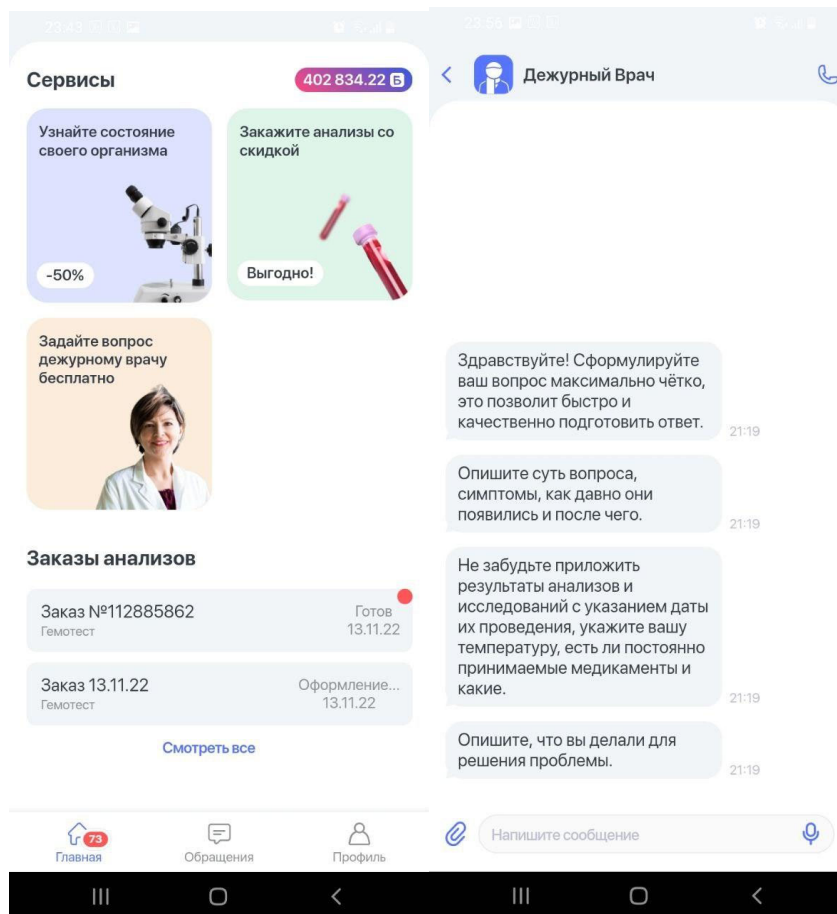 23:43
Сервисы
402 834.22 Б
Узнайте состояние
своего организма
-50%
Закажите анализы со
скидкой
Выгодно!
Задайте вопрос
дежурному врачу
бесплатно
Заказы анализов
Заказ №112885862
Гемотест
Готов
13.11.22
Заказ 13.11.22
Гемотест
Оформление...
13.11.22
Смотреть все
73
Главная
Обращения
Профиль
23:56
Дежурный Врач
Здравствуйте! Сформулируйте
ваш вопрос максимально чётко,
это позволит быстро и
качественно подготовить ответ.
21:19
Опишите суть вопроса,
симптомы, как давно они
появились и после чего.
21:19
Не забудьте приложить
результаты анализов и
исследований с указанием даты
их проведения, укажите вашу
температуру, есть ли постоянно
принимаемые медикаменты и
какие.
21:19
Опишите, что вы делали для
решения проблемы.
21:19
Напишите сообщение